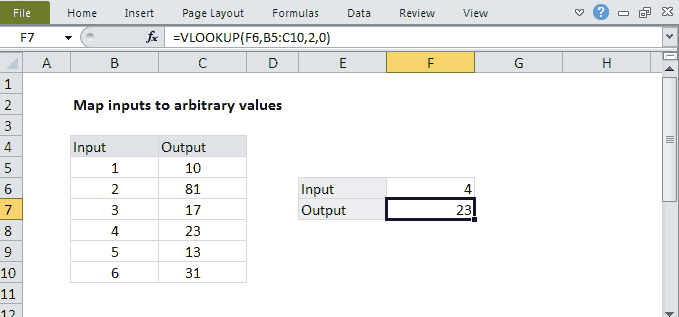 File Home Insert Page Layout Formulas Data Review View
F7 fx =VLOOKUP(F6,B5:C10,2,0)
A B C D E F G H
1
2 Map inputs to arbitrary values
3
4 Input Output
5 1 10
6 2 81 Input 4
7 3 17 Output 23
8 4 23
9 5 13
10 6 31
11
12